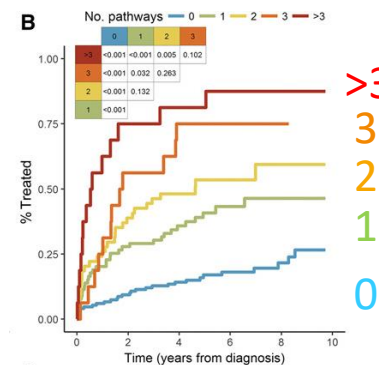 B
No. pathways 0 1 2 3 >3
0 1 2 3
>3 <0.001 <0.001 0.005 0.102
3 <0.001 0.032 0.263
2 <0.001 0.132
1 <0.001
% Treated
1.00
0.75
0.50
0.25
0.00
0 2 4 6 8 10
Time (years from diagnosis)
>3
3
2
1
0